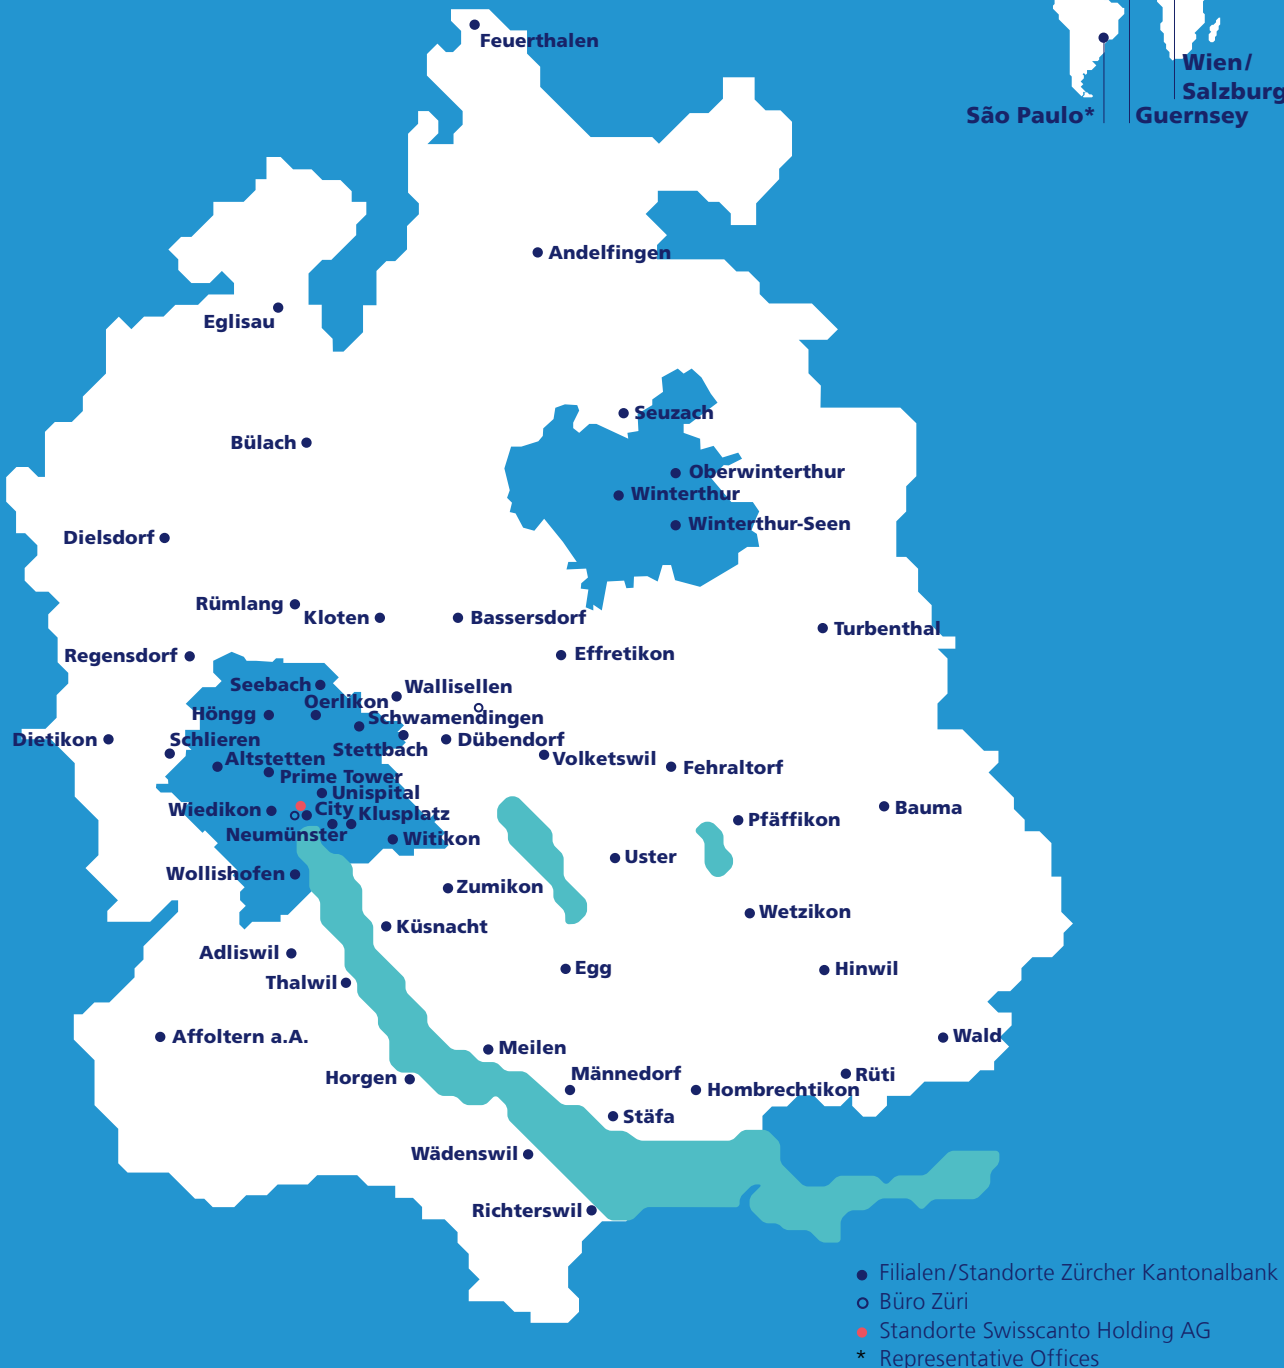 Feuerthalen
Wien/
Salzburg
São Paulo*
Guernsey
Andelfingen
Eglisau
Seuzach
Bülach
Oberwinterthur
Winterthur
Winterthur-Seen
Dielsdorf
Rümlang
Kloten
Bassersdorf
Turbenthal
Regensdorf
Effretikon
Seebach
Wallisellen
Oerlikon
Höngg
Schwamendingen
Dietikon
Schlieren
Stettbach
Dübendorf
Altstetten
Volketswil
Fehraltorf
Prime Tower
Unispital
Wiedikon
City
Klusplatz
Bauma
Pfäffikon
Neumünster
Witikon
Uster
Wollishofen
Zumikon
Wetzikon
Küsnacht
Adliswil
Egg
Hinwil
Thalwil
Affoltern a.A.
Wald
Meilen
Männedorf
Rüti
Horgen
Hombrechtikon
Stäfa
Wädenswil
Richterswil
Filialen/Standorte Zürcher Kantonalbank
Büro Züri
Standorte Swisscanto Holding AG
* Representative Offices